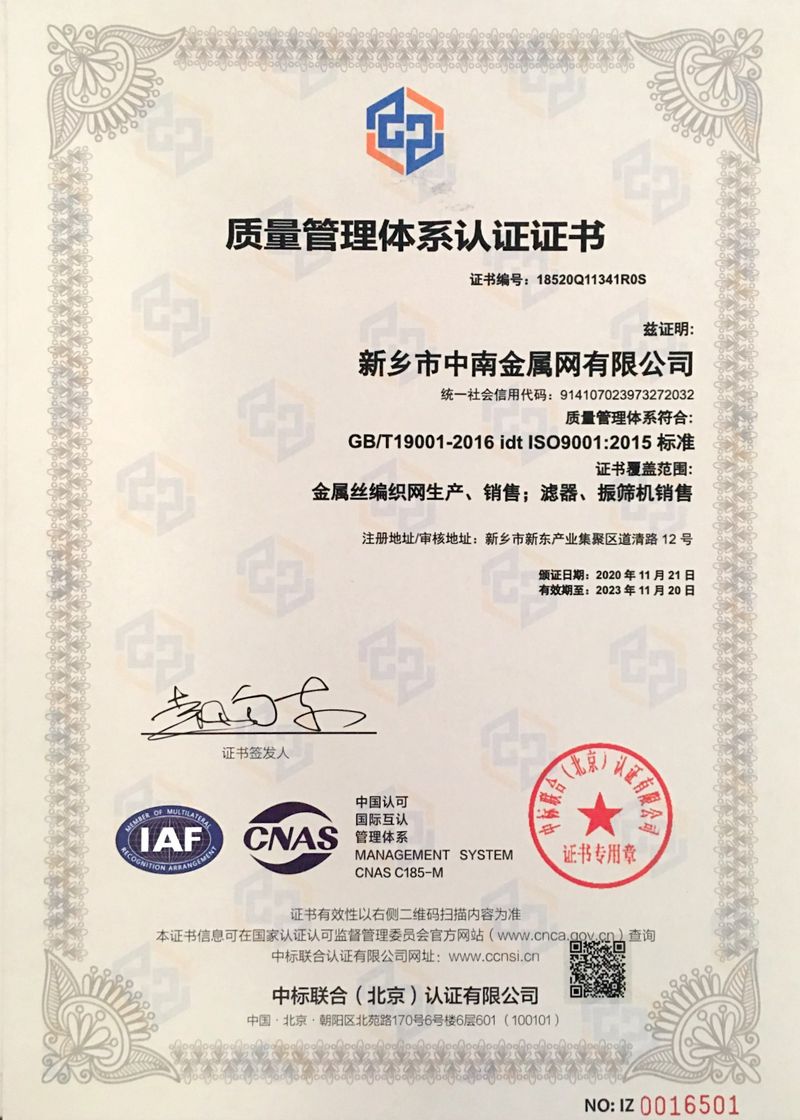 质量管理体系认证证书
证书编号：18520Q11341R0S
兹证明:
新乡市中南金属网有限公司
统一社会信用代码：914107023973272032
质量管理体系符合:
GB/T19001-2016 idt ISO9001:2015 标准
证书覆盖范围:
金属丝编织网生产、销售；滤器、振筛机销售
注册地址/审核地址：新乡市新东产业集聚区道清路 12 号
颁证日期：2020 年 11 月 21 日
有效期至：2023 年 11 月 20 日
证书签发人
MEMBER OF MULTILATERAL
IAF
RECOGNITION ARRANGEMENT
CNAS
中国认可
国际互认
管理体系
MANAGEMENT SYSTEM
CNAS C185-M
中标联合（北京）认证有限公司
证书专用章
证书有效性以右侧二维码扫描内容为准
本证书信息可在国家认证认可监督管理委员会官方网站（www.cnca.gov.cn）查询
中标联合认证有限公司网址：www.ccnsi.cn
中标联合（北京）认证有限公司
中国·北京·朝阳区北苑路170号6号楼6层601（100101）
NO: IZ 0016501